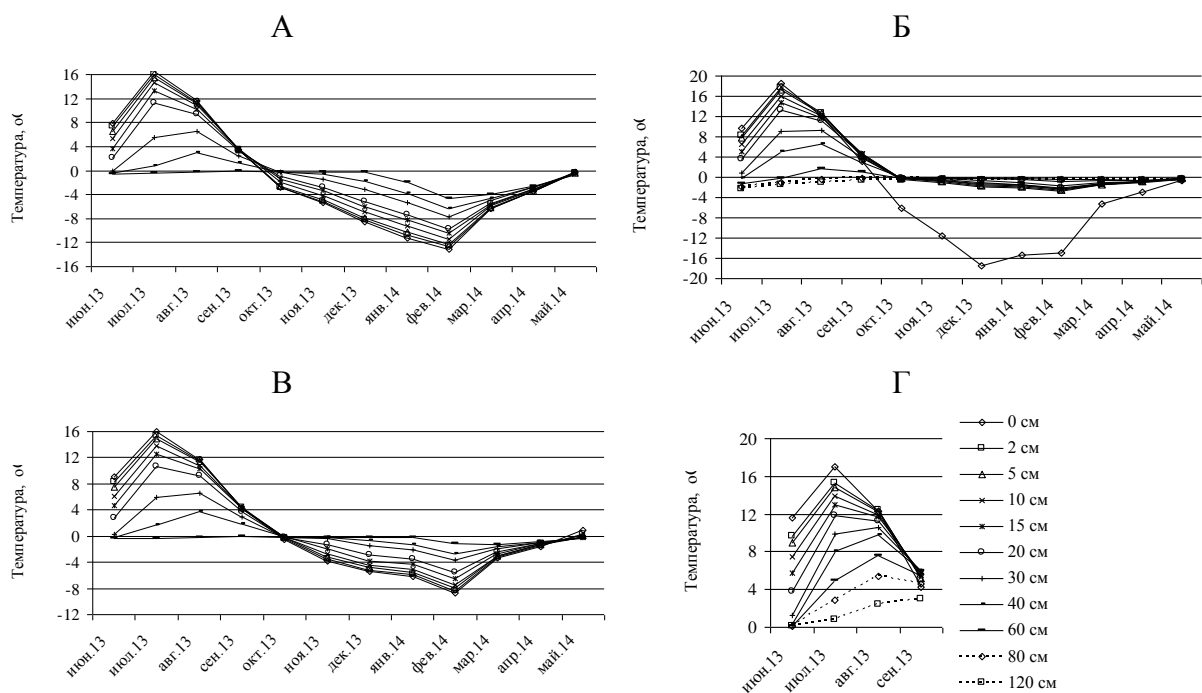 А
Температура, оС
16
12
8
4
0
-4
-8
-12
-16
июн.13
июл.13
авг.13
сен.13
окт.13
ноя.13
дек.13
янв.14
фев.14
мар.14
апр.14
май.14
Б
Температура, оС
20
16
12
8
4
0
-4
-8
-12
-16
-20
июн.13
июл.13
авг.13
сен.13
окт.13
ноя.13
дек.13
янв.14
фев.14
мар.14
апр.14
май.14
В
Температура, оС
16
12
8
4
0
-4
-8
-12
июн.13
июл.13
авг.13
сен.13
окт.13
ноя.13
дек.13
янв.14
фев.14
мар.14
апр.14
май.14
Г
Температура, оС
20
16
12
8
4
0
июн.13
июл.13
авг.13
сен.13
0 см
2 см
5 см
10 см
15 см
20 см
30 см
40 см
60 см
80 см
120 см